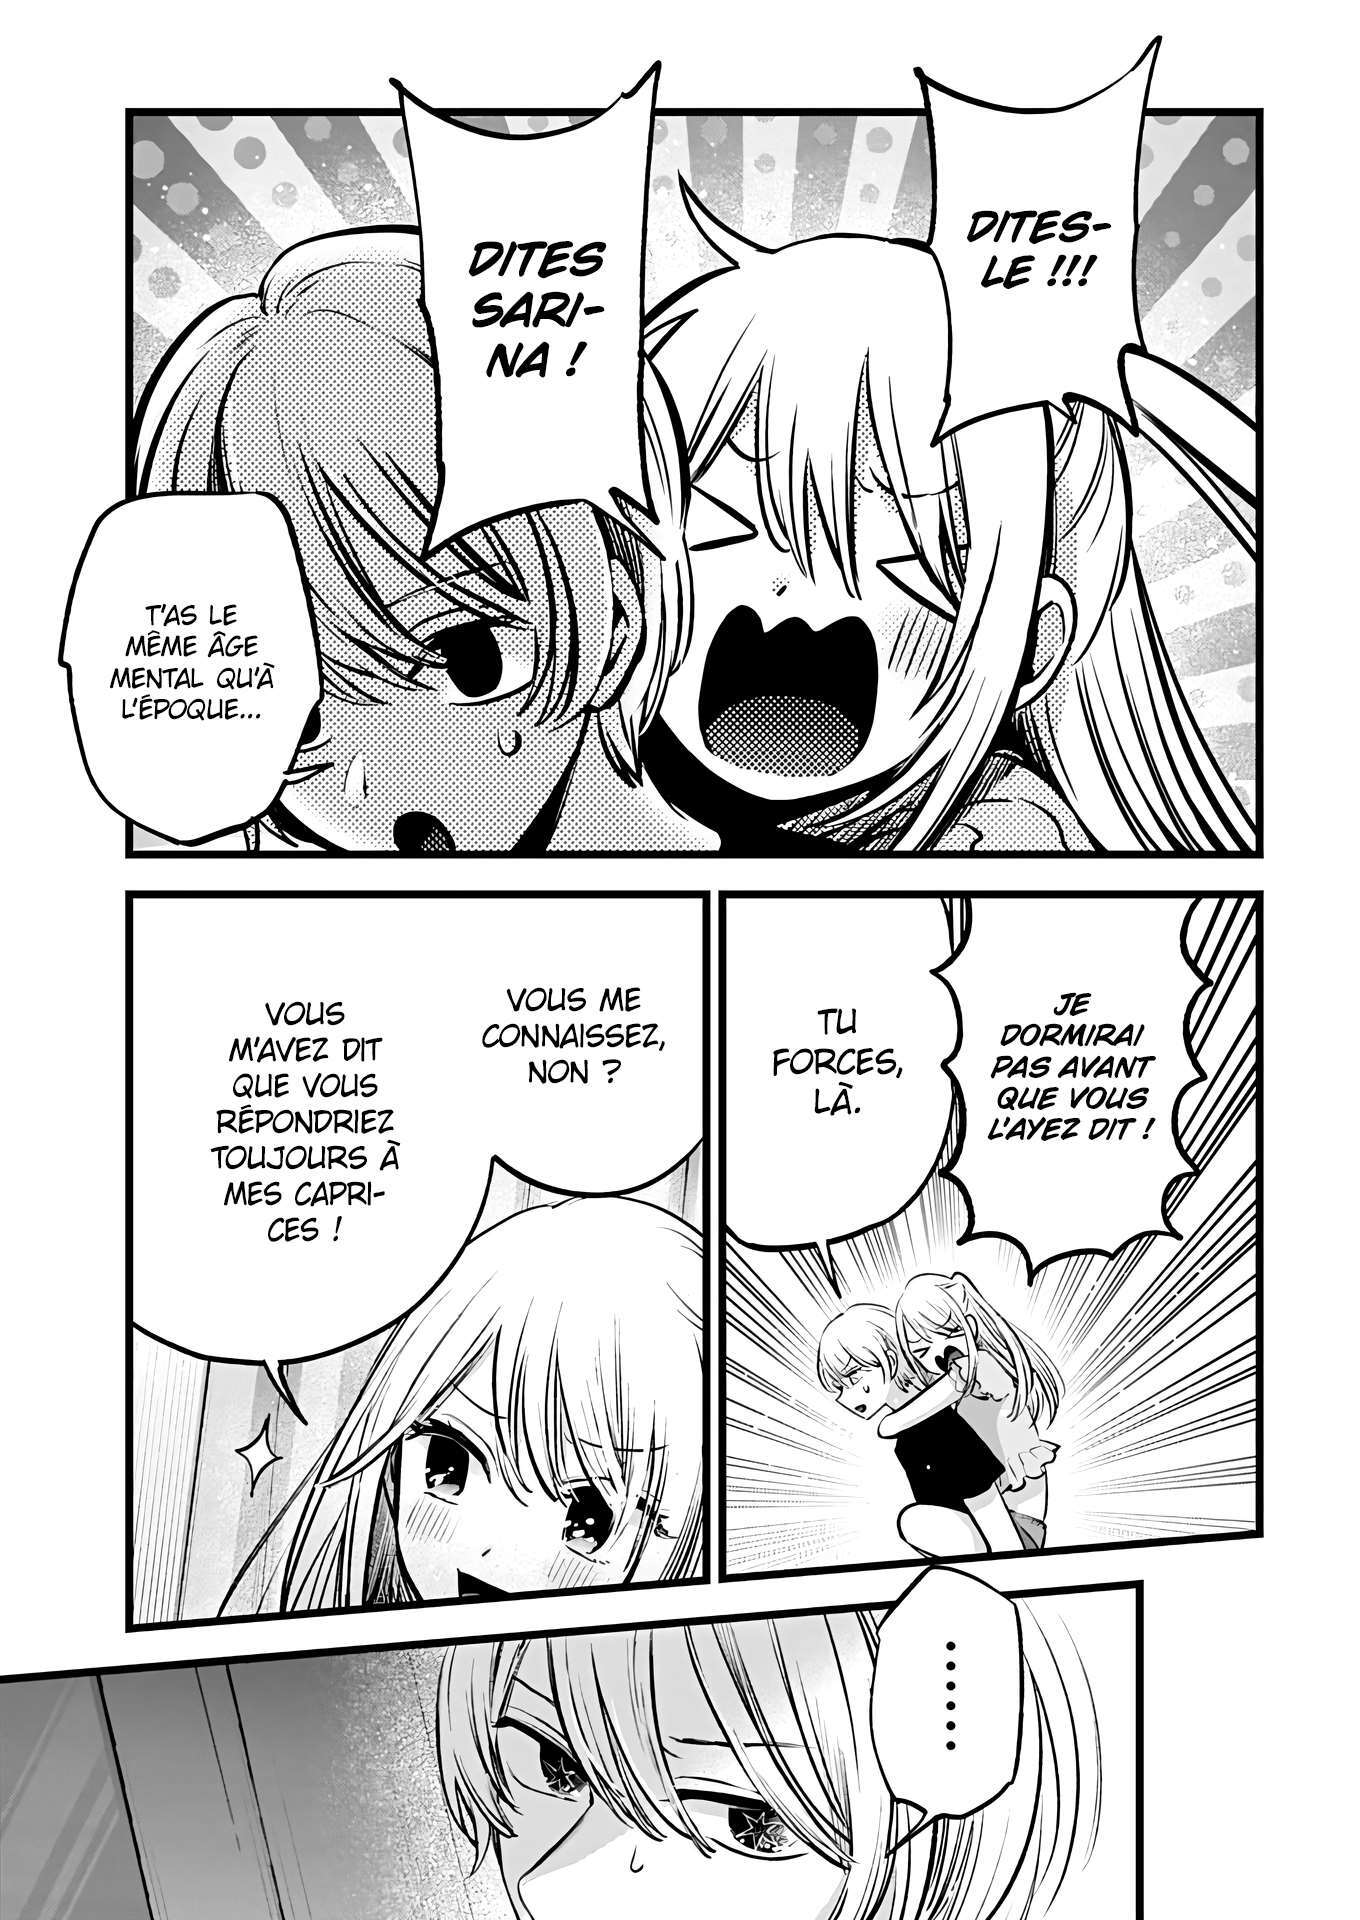 DITES-
LE !!!
DITES
SARI-
NA !
T'AS LE
MÊME ÂGE
MENTAL QU'À
L'ÉPOQUE...
JE
DORMIRAI
PAS AVANT
QUE VOUS
L'AYEZ DIT !
TU
FORCES,
LÀ.
VOUS ME
CONNAISSEZ,
NON ?
VOUS
M'AVEZ DIT
QUE VOUS
RÉPONDRIEZ
TOUJOURS À
MES CAPRI-
CES !
......